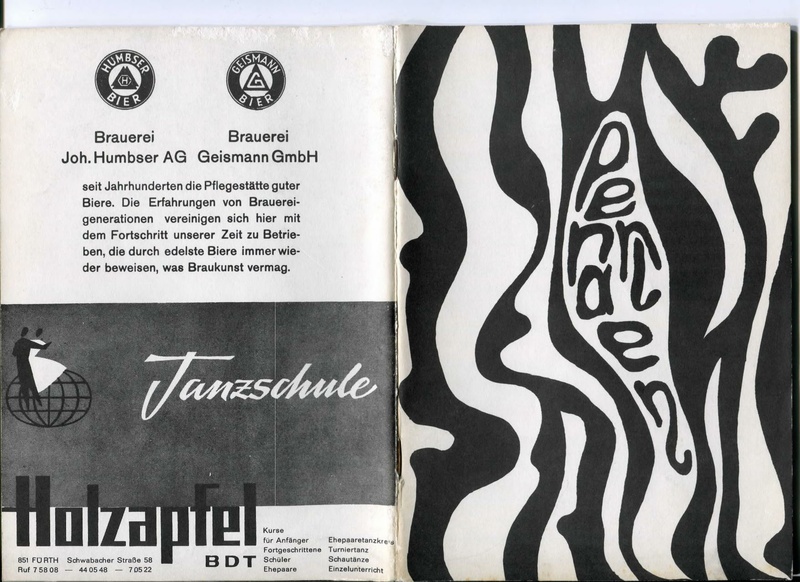 HUMBSER BIER
H
GEISMANN BIER
G
Brauerei
Joh. Humbser AG
Brauerei
Geismann GmbH
seit Jahrhunderten die Pflegestätte guter
Biere. Die Erfahrungen von Brauerei-
generationen vereinigen sich hier mit
dem Fortschritt unserer Zeit zu Betrie-
ben, die durch edelste Biere immer wie-
der beweisen, was Braukunst vermag.
Tanzschule
Holzapfel
BDT
851 FÜRTH Schwabacher Straße 58
Ruf 7 58 08 — 44 05 48 — 7 05 22
Kurse
für Anfänger
Fortgeschrittene
Schüler
Ehepaare
Turniertanz
Schautänze
Einzelunterricht
pennalen